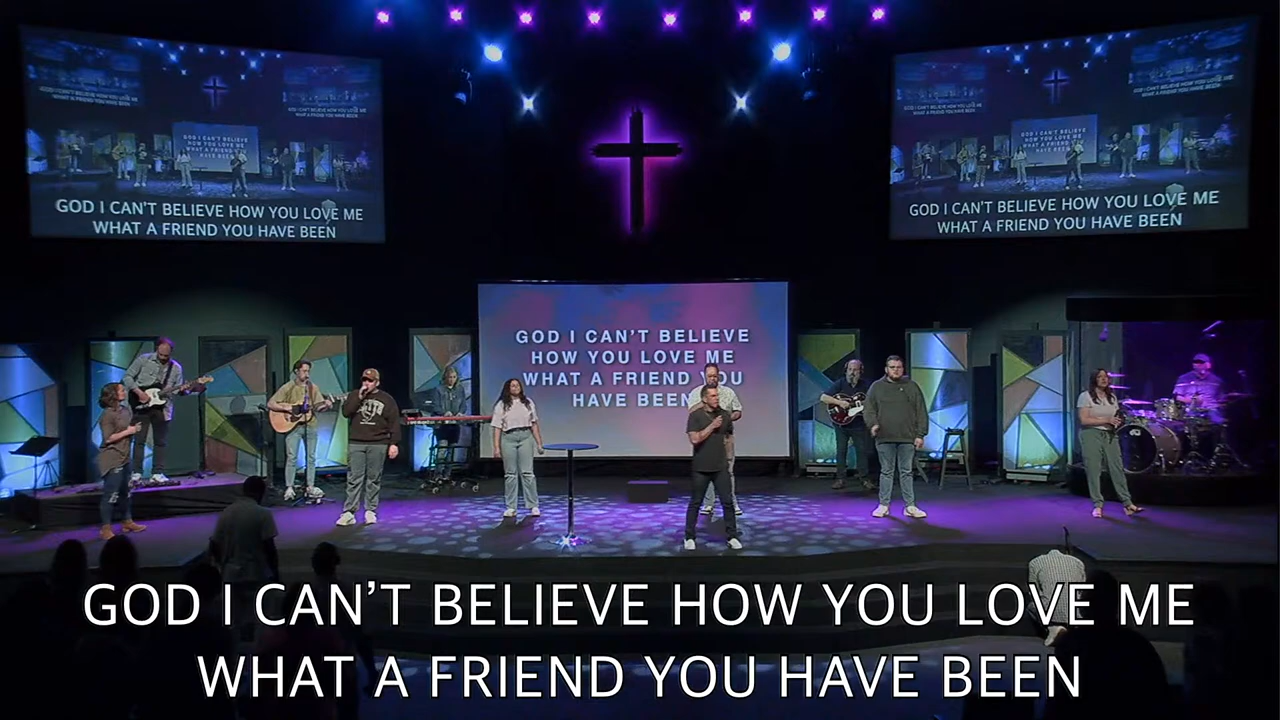 GOD I CAN'T BELIEVE HOW YOU LOVE ME
WHAT A FRIEND YOU HAVE BEEN
GOD I CAN'T BELIEVE HOW YOU LOVE ME
WHAT A FRIEND YOU HAVE BEEN
GOD I CAN'T BELIEVE
HOW YOU LOVE ME
WHAT A FRIEND YOU
HAVE BEEN
GOD I CAN'T BELIEVE HOW YOU LOVE ME
WHAT A FRIEND YOU HAVE BEEN